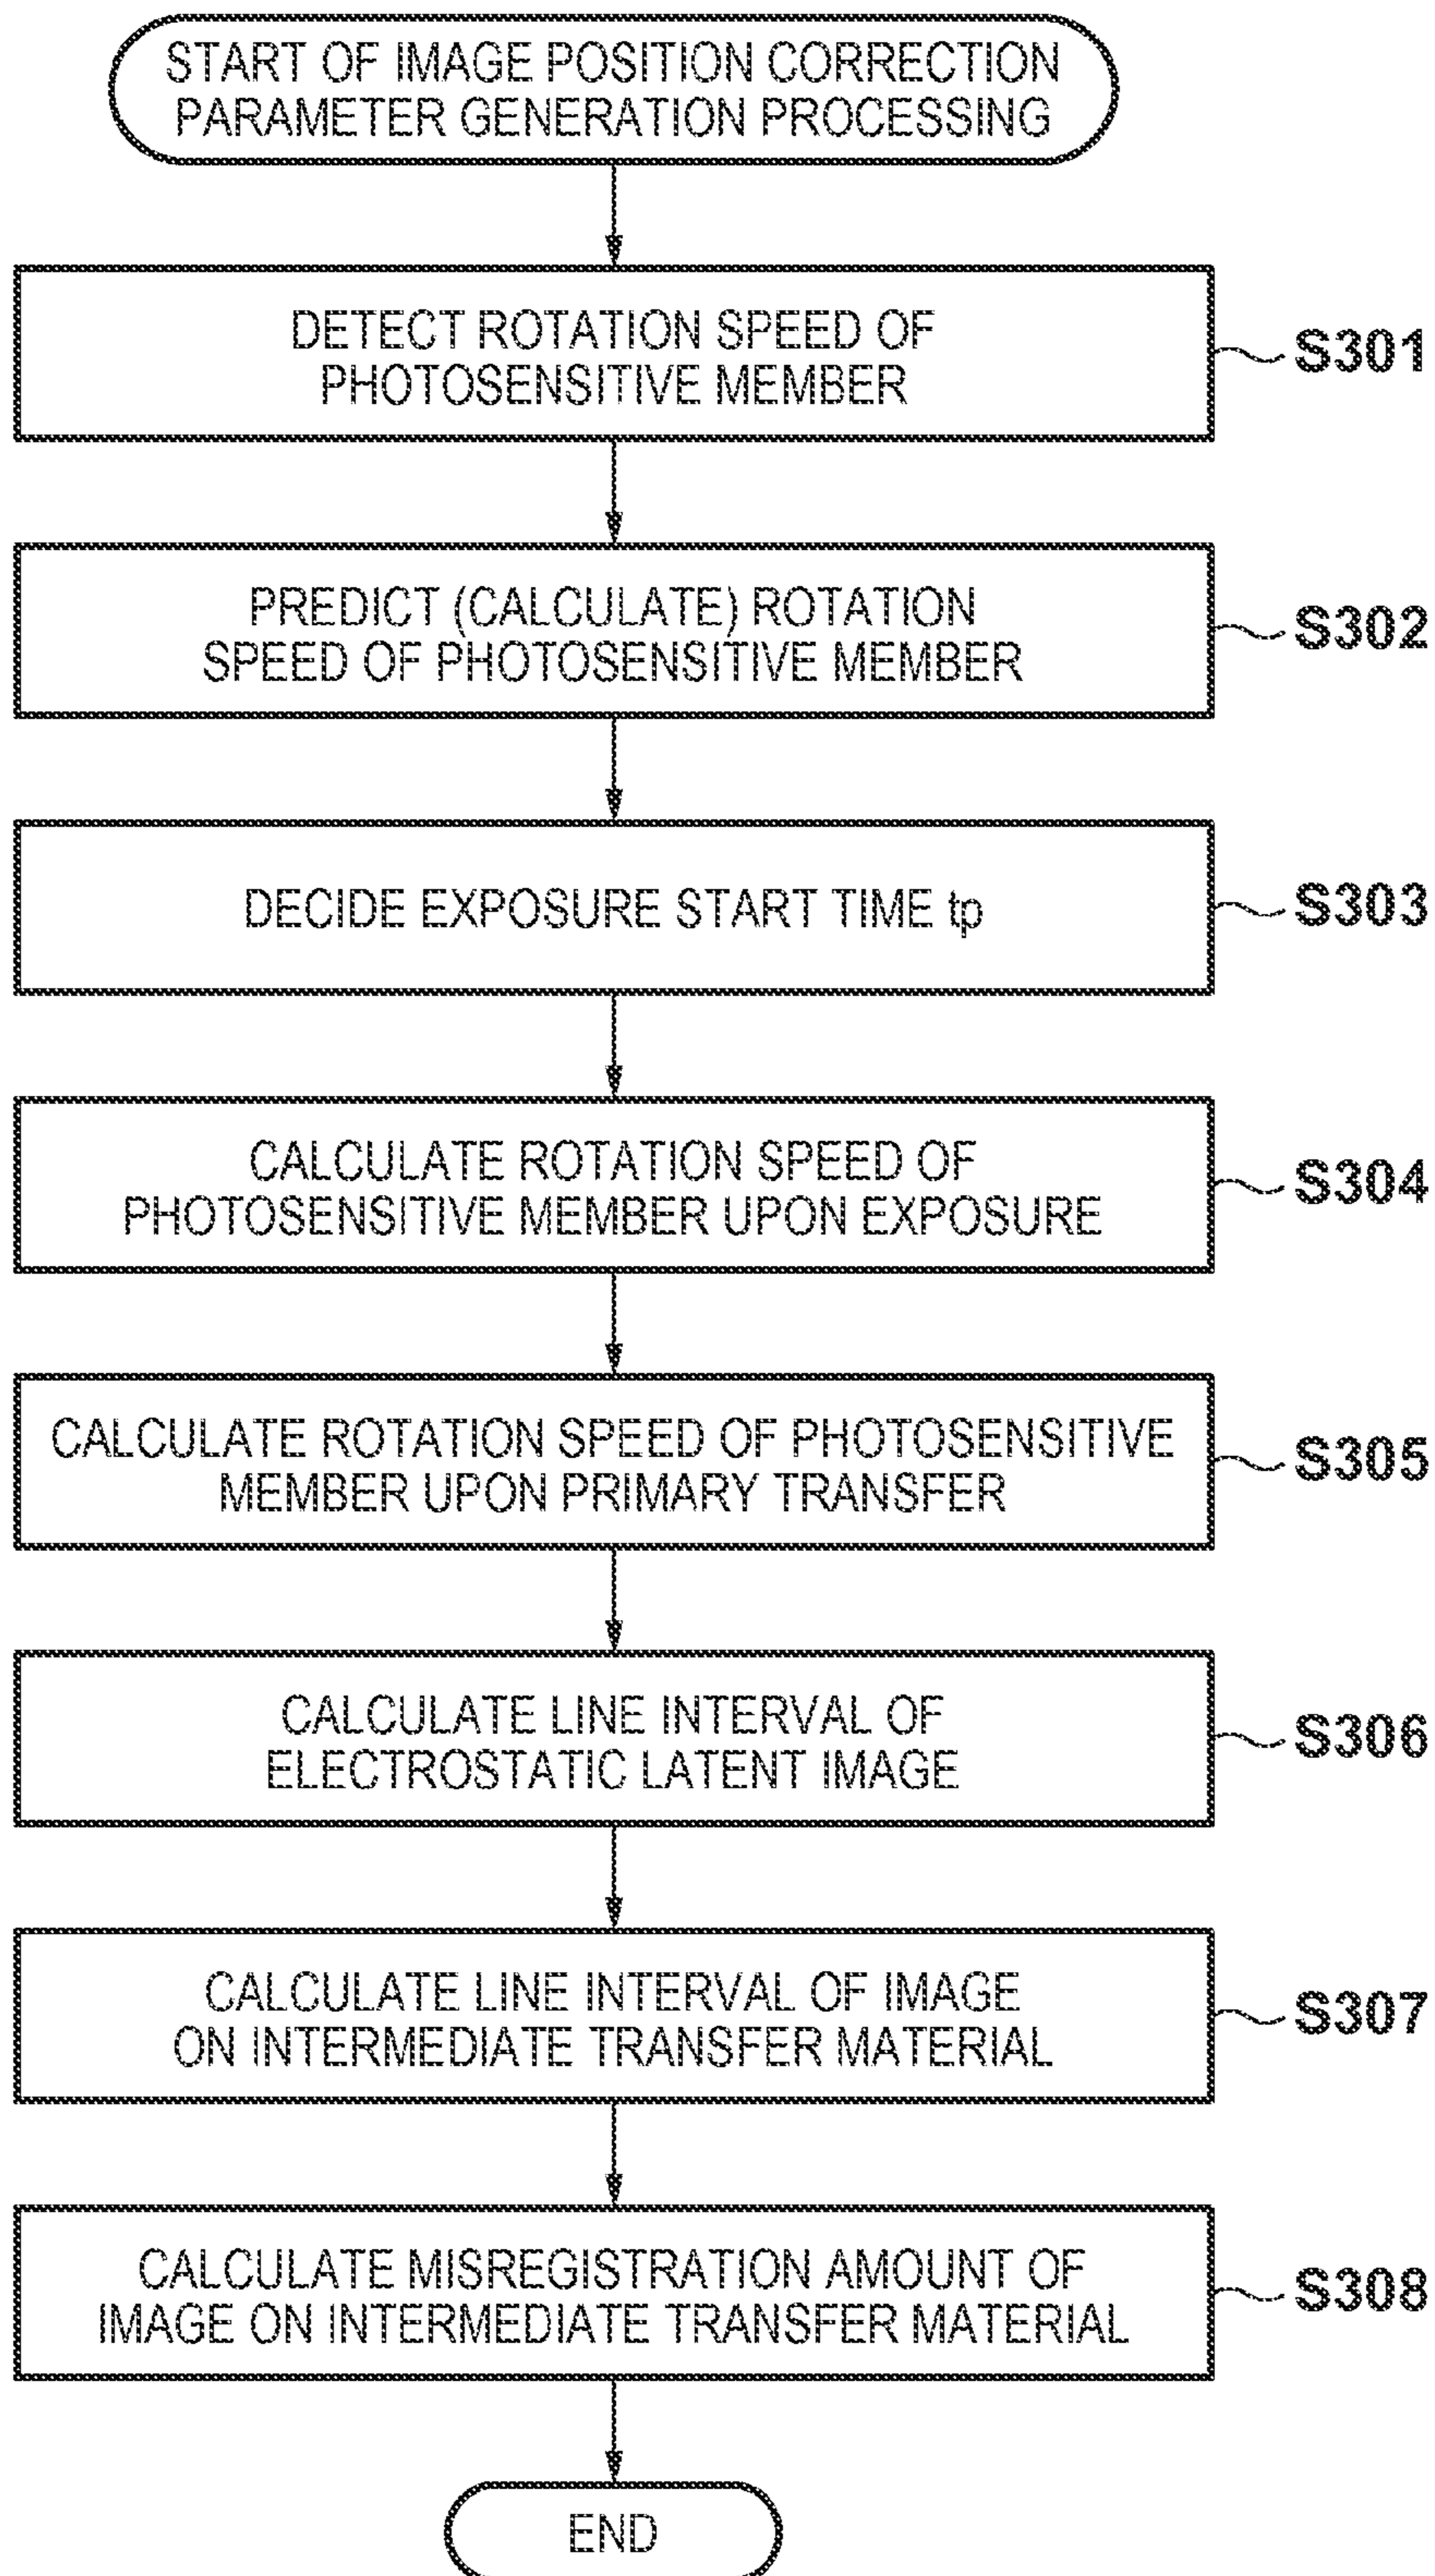 START OF IMAGE POSITION CORRECTION
PARAMETER GENERATION PROCESSING
DETECT ROTATION SPEED OF
PHOTOSENSITIVE MEMBER
S301
PREDICT (CALCULATE) ROTATION
SPEED OF PHOTOSENSITIVE MEMBER
S302
DECIDE EXPOSURE START TIME tp
S303
CALCULATE ROTATION SPEED OF
PHOTOSENSITIVE MEMBER UPON EXPOSURE
S304
CALCULATE ROTATION SPEED OF PHOTOSENSITIVE
MEMBER UPON PRIMARY TRANSFER
S305
CALCULATE LINE INTERVAL OF
ELECTROSTATIC LATENT IMAGE
S306
CALCULATE LINE INTERVAL OF IMAGE
ON INTERMEDIATE TRANSFER MATERIAL
S307
CALCULATE MISREGISTRATION AMOUNT OF
IMAGE ON INTERMEDIATE TRANSFER MATERIAL
S308
END